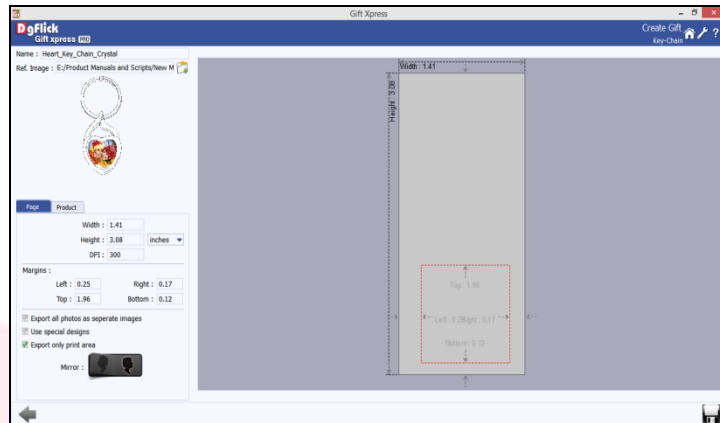 Gift Xpress
DgFlick
Gift xpress PRO
Create Gift
Key-Chain
?
Name : Heart_Key_Chain_Crystal
Ref. Image : E:/Product Manuals and Scripts/New M
Page Product
Width : 1.41
Height : 3.08 inches
DPI : 300
Margins :
Left : 0.25 Right : 0.17
Top : 1.96 Bottom : 0.12
Export all photos as seperate images
Use special designs
Export only print area
Mirror :
Width : 1.41
Height : 3.08
Top : 1.96
Left : 0.25 Right : 0.17
Bottom : 0.12